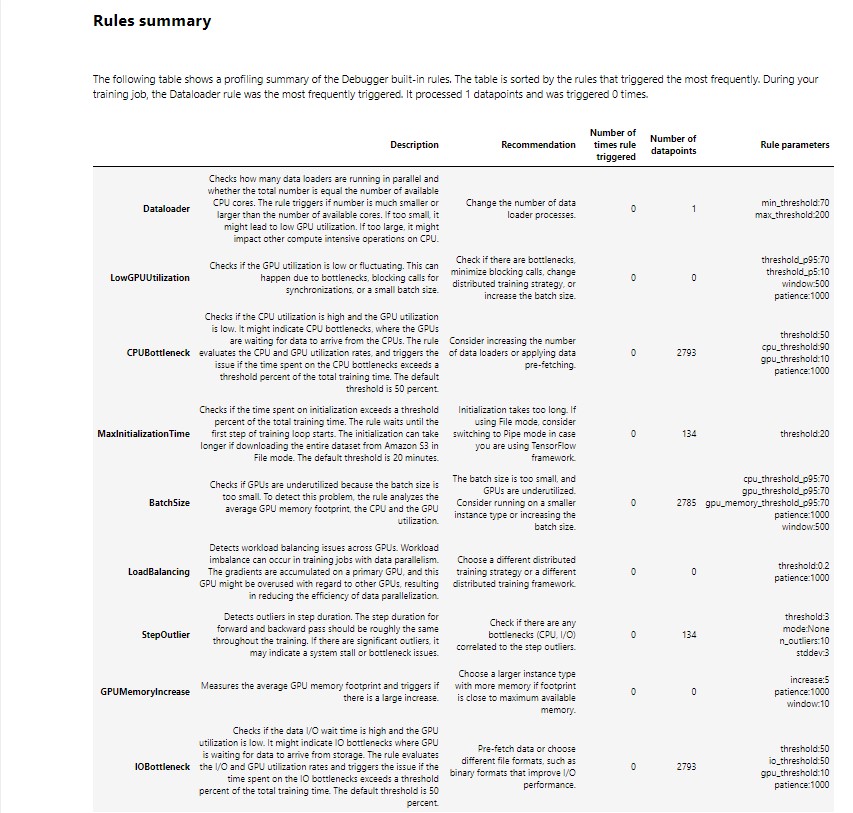 Rules summary
The following table shows a profiling summary of the Debugger built-in rules. The table is sorted by the rules that triggered the most frequently. During your
training job, the Dataloader rule was the most frequently triggered. It processed 1 datapoints and was triggered 0 times.
Description Recommendation Number of times rule triggered Number of datapoints Rule parameters
Dataloader
Checks how many data loaders are running in parallel and
whether the total number is equal the number of available
CPU cores. The rule triggers if number is much smaller or
larger than the number of available cores. If too small, it
might lead to low GPU utilization. If too large, it might
impact other compute intensive operations on CPU.
Change the number of data
loader processes.
0
1
min_threshold:70
max_threshold:200
LowGPUUtilization
Checks if the GPU utilization is low or fluctuating. This can
happen due to bottlenecks, blocking calls for
synchronizations, or a small batch size.
Check if there are bottlenecks,
minimize blocking calls, change
distributed training strategy, or
increase the batch size.
0
0
threshold_p95:70
threshold_p5:10
window:500
patience:1000
CPUBottleneck
Checks if the CPU utilization is high and the GPU utilization
is low. It might indicate CPU bottlenecks, where the GPUs
are waiting for data to arrive from the CPUs. The rule
evaluates the CPU and GPU utilization rates, and triggers the
issue if the time spent on the CPU bottlenecks exceeds a
threshold percent of the total training time. The default
threshold is 50 percent.
Consider increasing the number
of data loaders or applying data
pre-fetching.
0
2793
threshold:50
cpu_threshold:90
gpu_threshold:10
patience:1000
MaxInitializationTime
Checks if the time spent on initialization exceeds a threshold
percent of the total training time. The rule waits until the
first step of training loop starts. The initialization can take
longer if downloading the entire dataset from Amazon S3 in
File mode. The default threshold is 20 minutes.
Initialization takes too long. If
using File mode, consider
switching to Pipe mode in case
you are using TensorFlow
framework.
0
134
threshold:20
BatchSize
Checks if GPUs are underutilized because the batch size is
too small. To detect this problem, the rule analyzes the
average GPU memory footprint, the CPU and the GPU
utilization.
The batch size is too small, and
GPUs are underutilized.
Consider running on a smaller
instance type or increasing the
batch size.
0
2785
cpu_threshold_p95:70
gpu_threshold_p95:70
gpu_memory_threshold_p95:70
patience:1000
window:500
LoadBalancing
Detects workload balancing issues across GPUs. Workload
imbalance can occur in training jobs with data parallelism.
The gradients are accumulated on a primary GPU, and this
GPU might be overused with regard to other GPUs, resulting
in reducing the efficiency of data parallelization.
Choose a different distributed
training strategy or a different
distributed training framework.
0
0
threshold:0.2
patience:1000
StepOutlier
Detects outliers in step duration. The step duration for
forward and backward pass should be roughly the same
throughout the training. If there are significant outliers, it
may indicate a system stall or bottleneck issues.
Check if there are any
bottlenecks (CPU, I/O)
correlated to the step outliers.
0
134
threshold:3
mode:None
n_outliers:10
stddev:3
GPUMemoryIncrease
Measures the average GPU memory footprint and triggers if
there is a large increase.
Choose a larger instance type
with more memory if footprint
is close to maximum available
memory.
0
0
increase:5
patience:1000
window:10
IOBottleneck
Checks if the data I/O wait time is high and the GPU
utilization is low. It might indicate IO bottlenecks where GPU
is waiting for data to arrive from storage. The rule evaluates
the I/O and GPU utilization rates and triggers the issue if the
time spent on the IO bottlenecks exceeds a threshold
percent of the total training time. The default threshold is 50
percent.
Pre-fetch data or choose
different file formats, such as
binary formats that improve I/O
performance.
0
2793
threshold:50
io_threshold:50
gpu_threshold:10
patience:1000